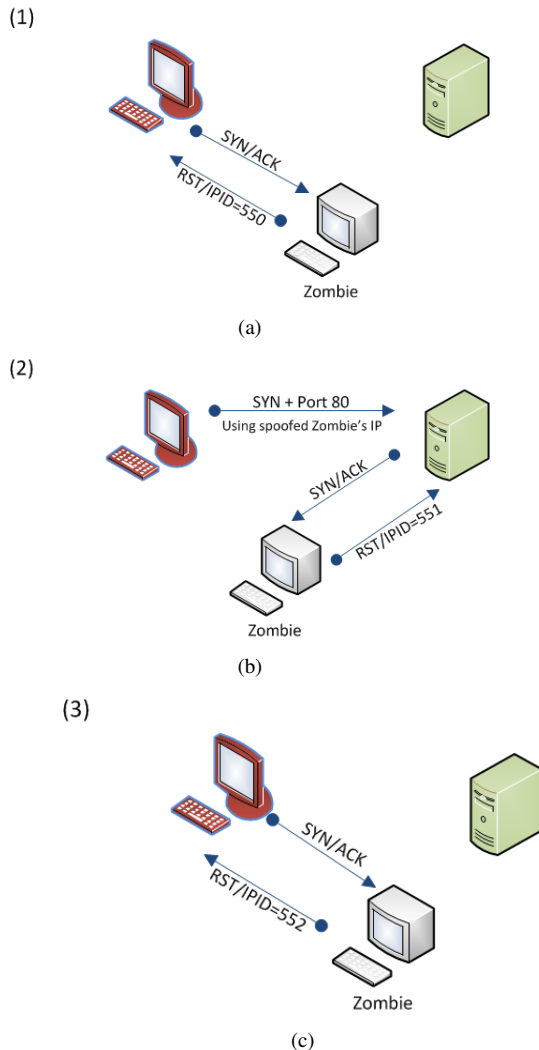 (1)
SYN/ACK
RST/IPID=550
Zombie
(a)
(2)
SYN + Port 80
Using spoofed Zombie's IP
SYN/ACK
RST/IPID=551
Zombie
(b)
(3)
SYN/ACK
RST/IPID=552
Zombie
(c)